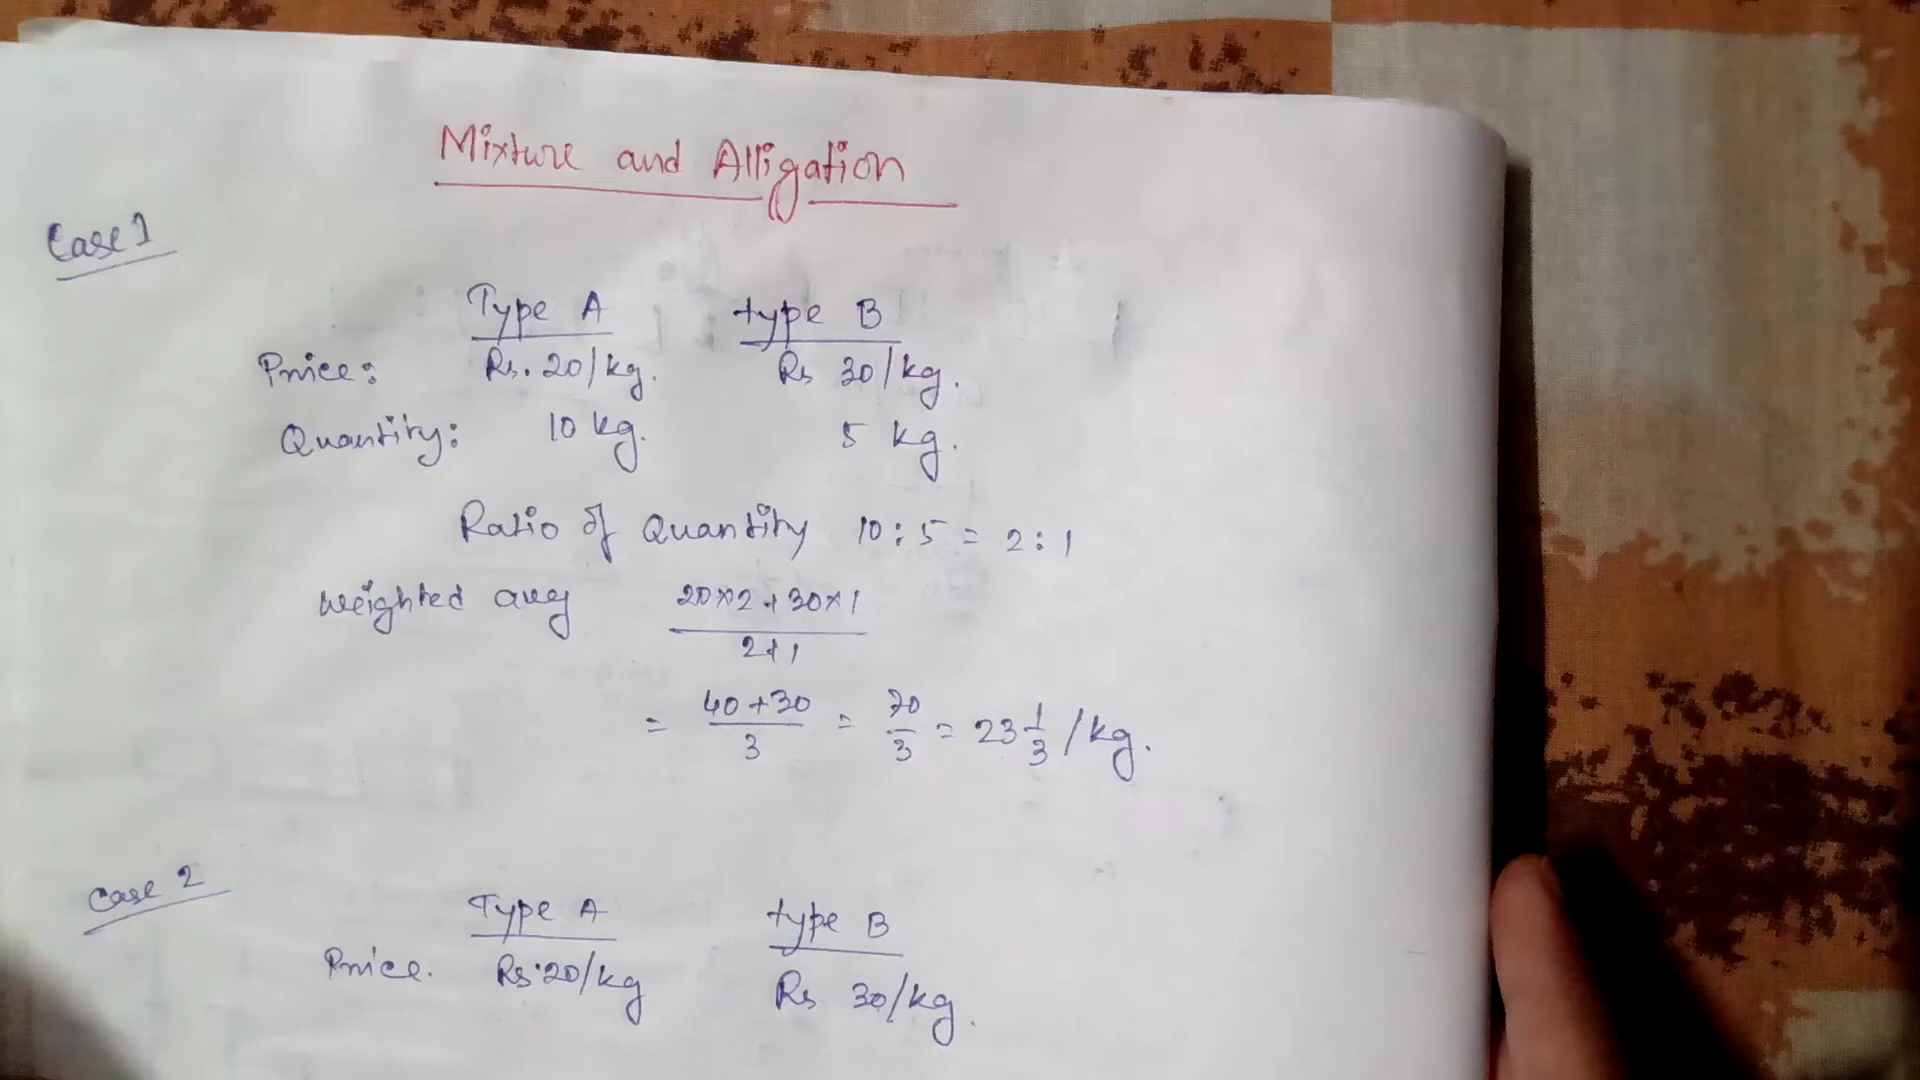 Mixture and Alligation
Case 1
Type A type B
Price: Rs. 20/kg. Rs 30/kg.
Quantity: 10 kg. 5 kg.
Ratio of Quantity 10:5 = 2:1
Weighted avg 20×2+30×1
2+1
= 40+30 / 3 = 70/3 = 23 1/3 /kg.
Case 2
Type A type B
Price. Rs. 20/kg Rs 30/kg.